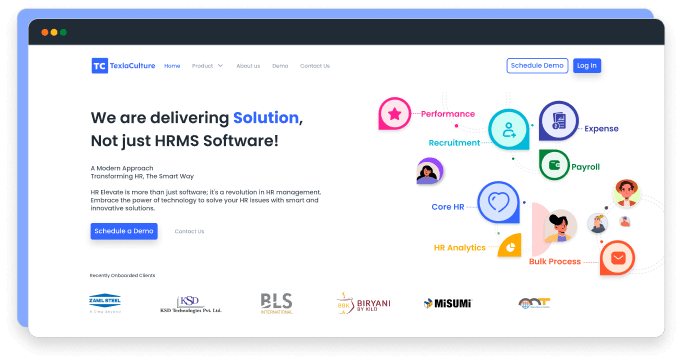 TC TexlaCulture Home Product About us Demo Contact Us Schedule Demo Log In
We are delivering Solution,
Not just HRMS Software!
A Modern Approach
Transforming HR, The Smart Way
HR Elevate is more than just software; it's a revolution in HR management.
Embrace the power of technology to solve your HR issues with smart and
innovative solutions.
Schedule a Demo Contact Us
Performance
Recruitment
Expense
Payroll
Core HR
HR Analytics
Bulk Process
Recently Onboarded Clients
ZABEL STEEL
KSD
KSD Technologies Pvt. Ltd.
BLS
INTERNATIONAL
BBK BIRYANI
BY KILO
MiSUMi